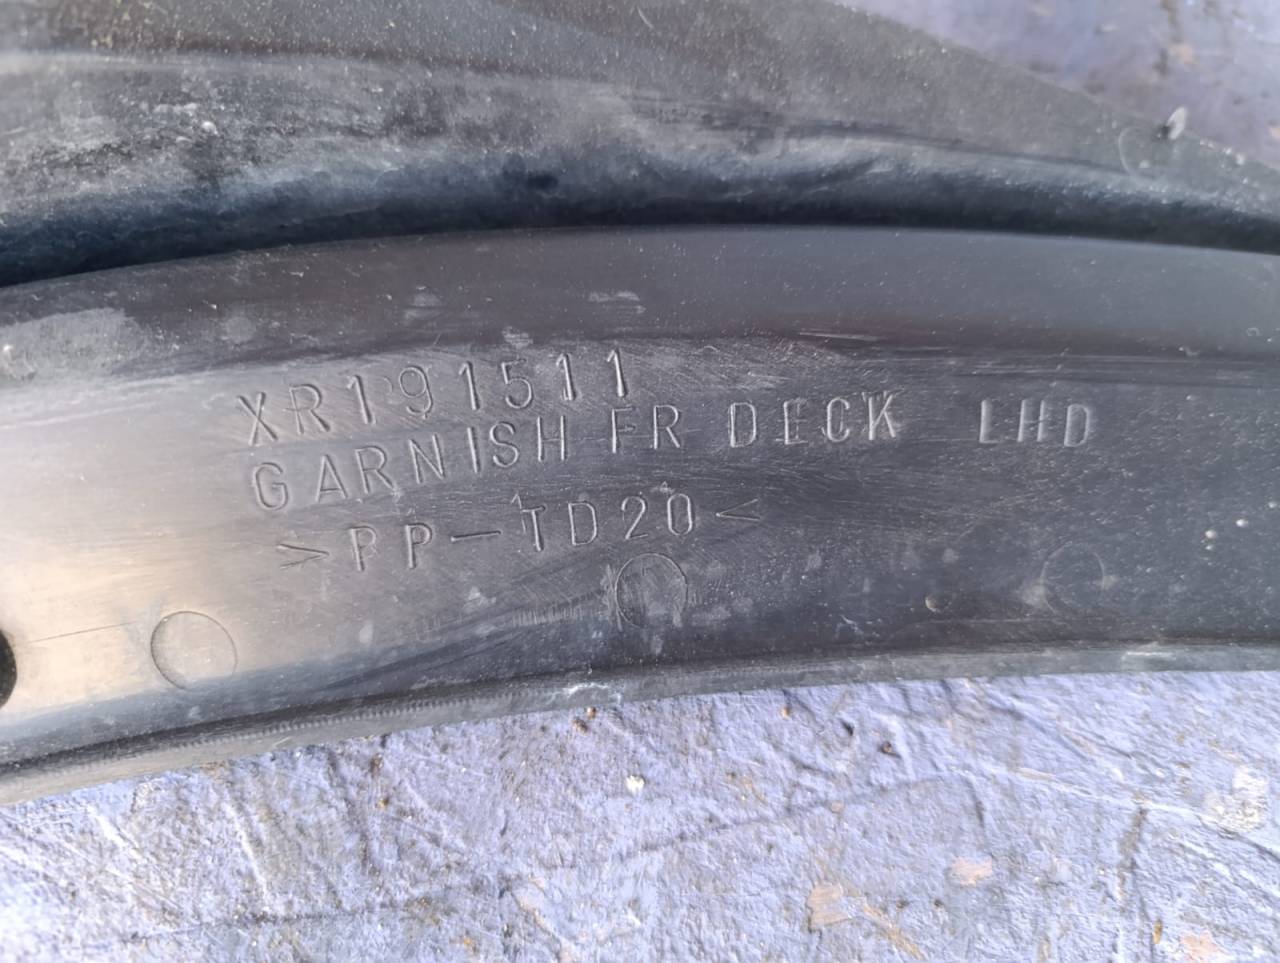 XR191511
GARNISH FR DECK LHD
>PP-TD20<